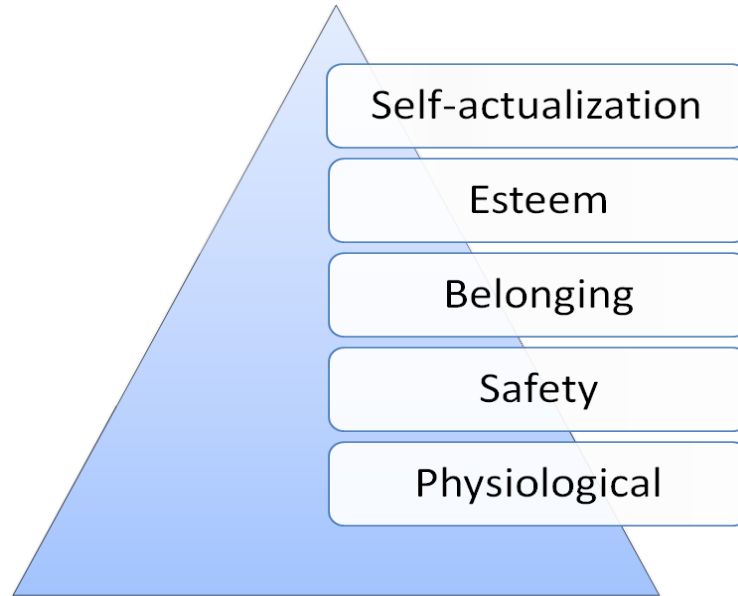 Self-actualization
Esteem
Belonging
Safety
Physiological